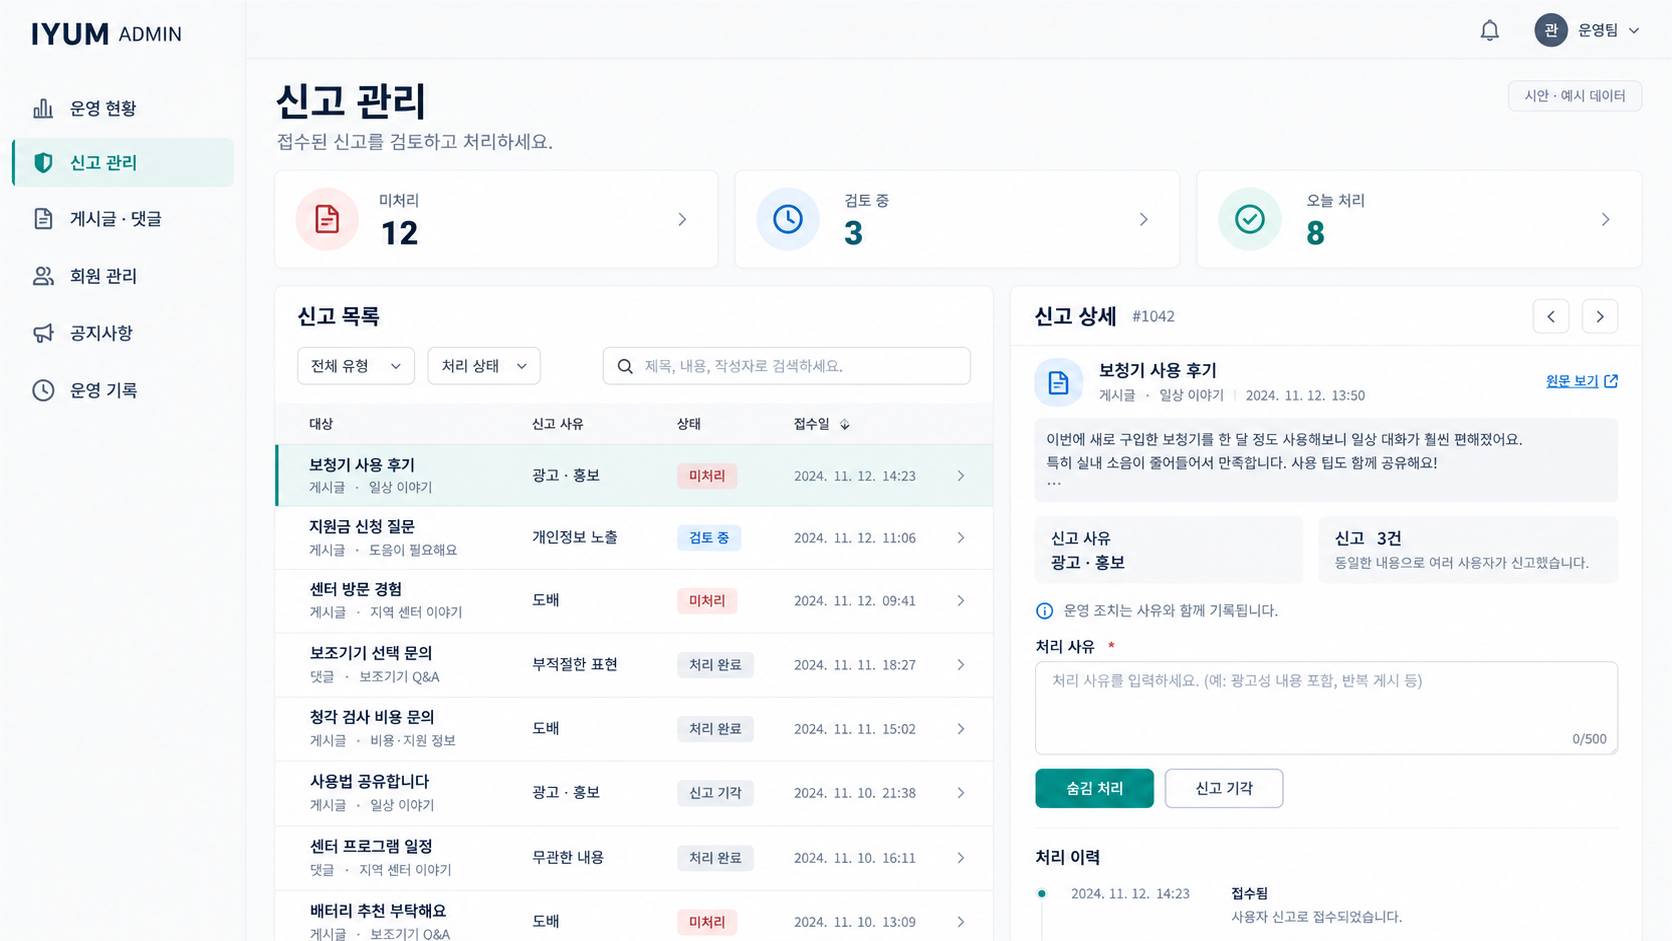 IYUM ADMIN
운영 현황
신고 관리
게시글 · 댓글
회원 관리
공지사항
운영 기록
관 운영팀
신고 관리
접수된 신고를 검토하고 처리하세요.
시안 · 예시 데이터
미처리
12
검토 중
3
오늘 처리
8
신고 목록
전체 유형
처리 상태
제목, 내용, 작성자로 검색하세요.
대상 신고 사유 상태 접수일
보청기 사용 후기
게시글 · 일상 이야기
광고 · 홍보
미처리
2024. 11. 12. 14:23
지원금 신청 질문
게시글 · 도음이 필요해요
개인정보 노출
검토 중
2024. 11. 12. 11:06
센터 방문 경험
게시글 · 지역 센터 이야기
도배
미처리
2024. 11. 12. 09:41
보조기기 선택 문의
댓글 · 보조기기 Q&A
부적절한 표현
처리 완료
2024. 11. 11. 18:27
청각 검사 비용 문의
게시글 · 비용·지원 정보
도배
처리 완료
2024. 11. 11. 15:02
사용법 공유합니다
게시글 · 일상 이야기
광고 · 홍보
신고 기각
2024. 11. 10. 21:38
센터 프로그램 일정
댓글 · 지역 센터 이야기
무관한 내용
처리 완료
2024. 11. 10. 16:11
배터리 추천 부탁해요
게시글 · 보조기기 Q&A
도배
미처리
2024. 11. 10. 13:09
신고 상세 #1042
보청기 사용 후기
게시글 · 일상 이야기 | 2024. 11. 12. 13:50
원문 보기
이번에 새로 구입한 보청기를 한 달 정도 사용해보니 일상 대화가 훨씬 편해졌어요.
특히 실내 소음이 줄어들어서 만족합니다. 사용 팁도 함께 공유해요!
...
신고 사유
광고 · 홍보
신고 3건
동일한 내용으로 여러 사용자가 신고했습니다.
운영 조치는 사유와 함께 기록됩니다.
처리 사유 *
처리 사유를 입력하세요. (예: 광고성 내용 포함, 반복 게시 등)
0/500
숨김 처리
신고 기각
처리 이력
2024. 11. 12. 14:23
접수됨
사용자 신고로 접수되었습니다.